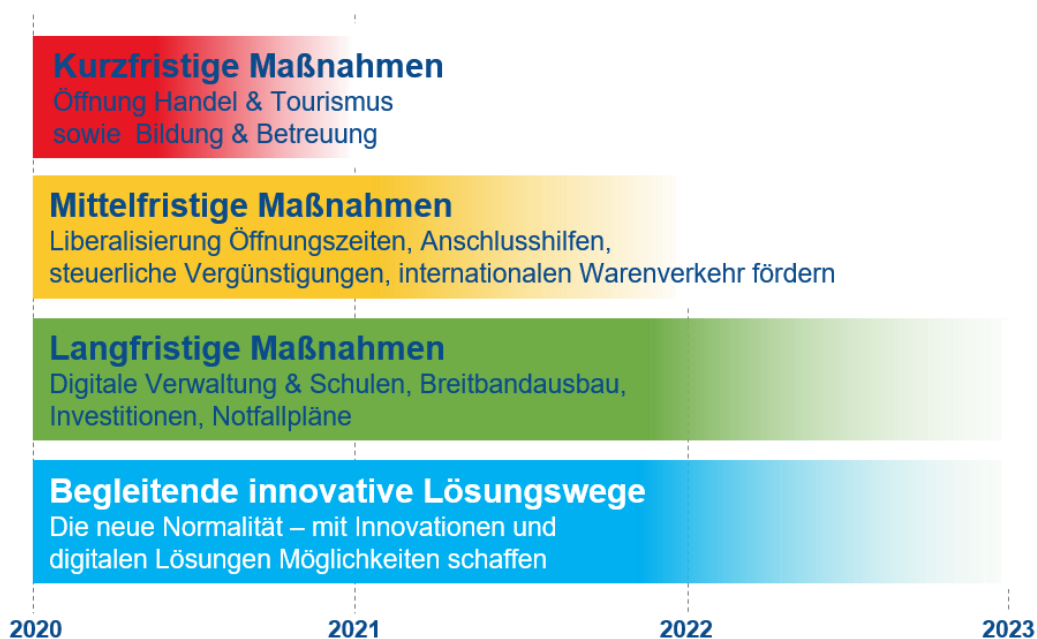 Kurzfristige Maßnahmen
Öffnung Handel & Tourismus
sowie Bildung & Betreuung
Mittelfristige Maßnahmen
Liberalisierung Öffnungszeiten, Anschlusshilfen,
steuerliche Vergünstigungen, internationalen Warenverkehr fördern
Langfristige Maßnahmen
Digitale Verwaltung & Schulen, Breitbandausbau,
Investitionen, Notfallpläne
Begleitende innovative Lösungswege
Die neue Normalität – mit Innovationen und
digitalen Lösungen Möglichkeiten schaffen
2020 2021 2022 2023